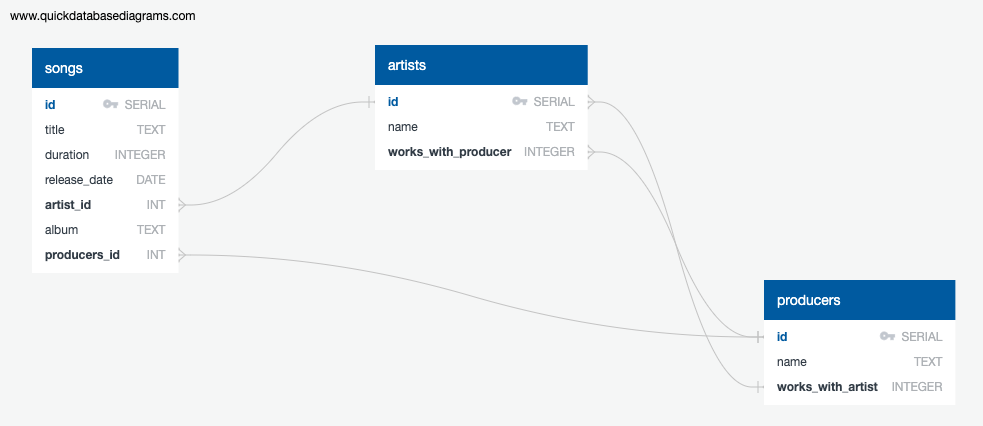 www.quickdatabasediagrams.com
songs
id SERIAL
title TEXT
duration INTEGER
release_date DATE
artist_id INT
album TEXT
producers_id INT
artists
id SERIAL
name TEXT
works_with_producer INTEGER
producers
id SERIAL
name TEXT
works_with_artist INTEGER